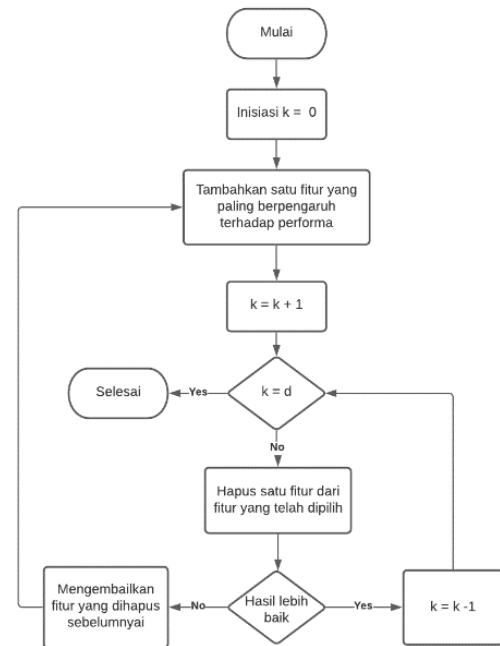 Mulai
Inisiasi k = 0
Tambahkan satu fitur yang
paling berpengaruh
terhadap performa
k = k + 1
Selesai
Yes
k = d
No
Hapus satu fitur dari
fitur yang telah dipilih
Mengembailkan
fitur yang dihapus
sebelumnyai
No
Hasil lebih
baik
Yes
k = k -1